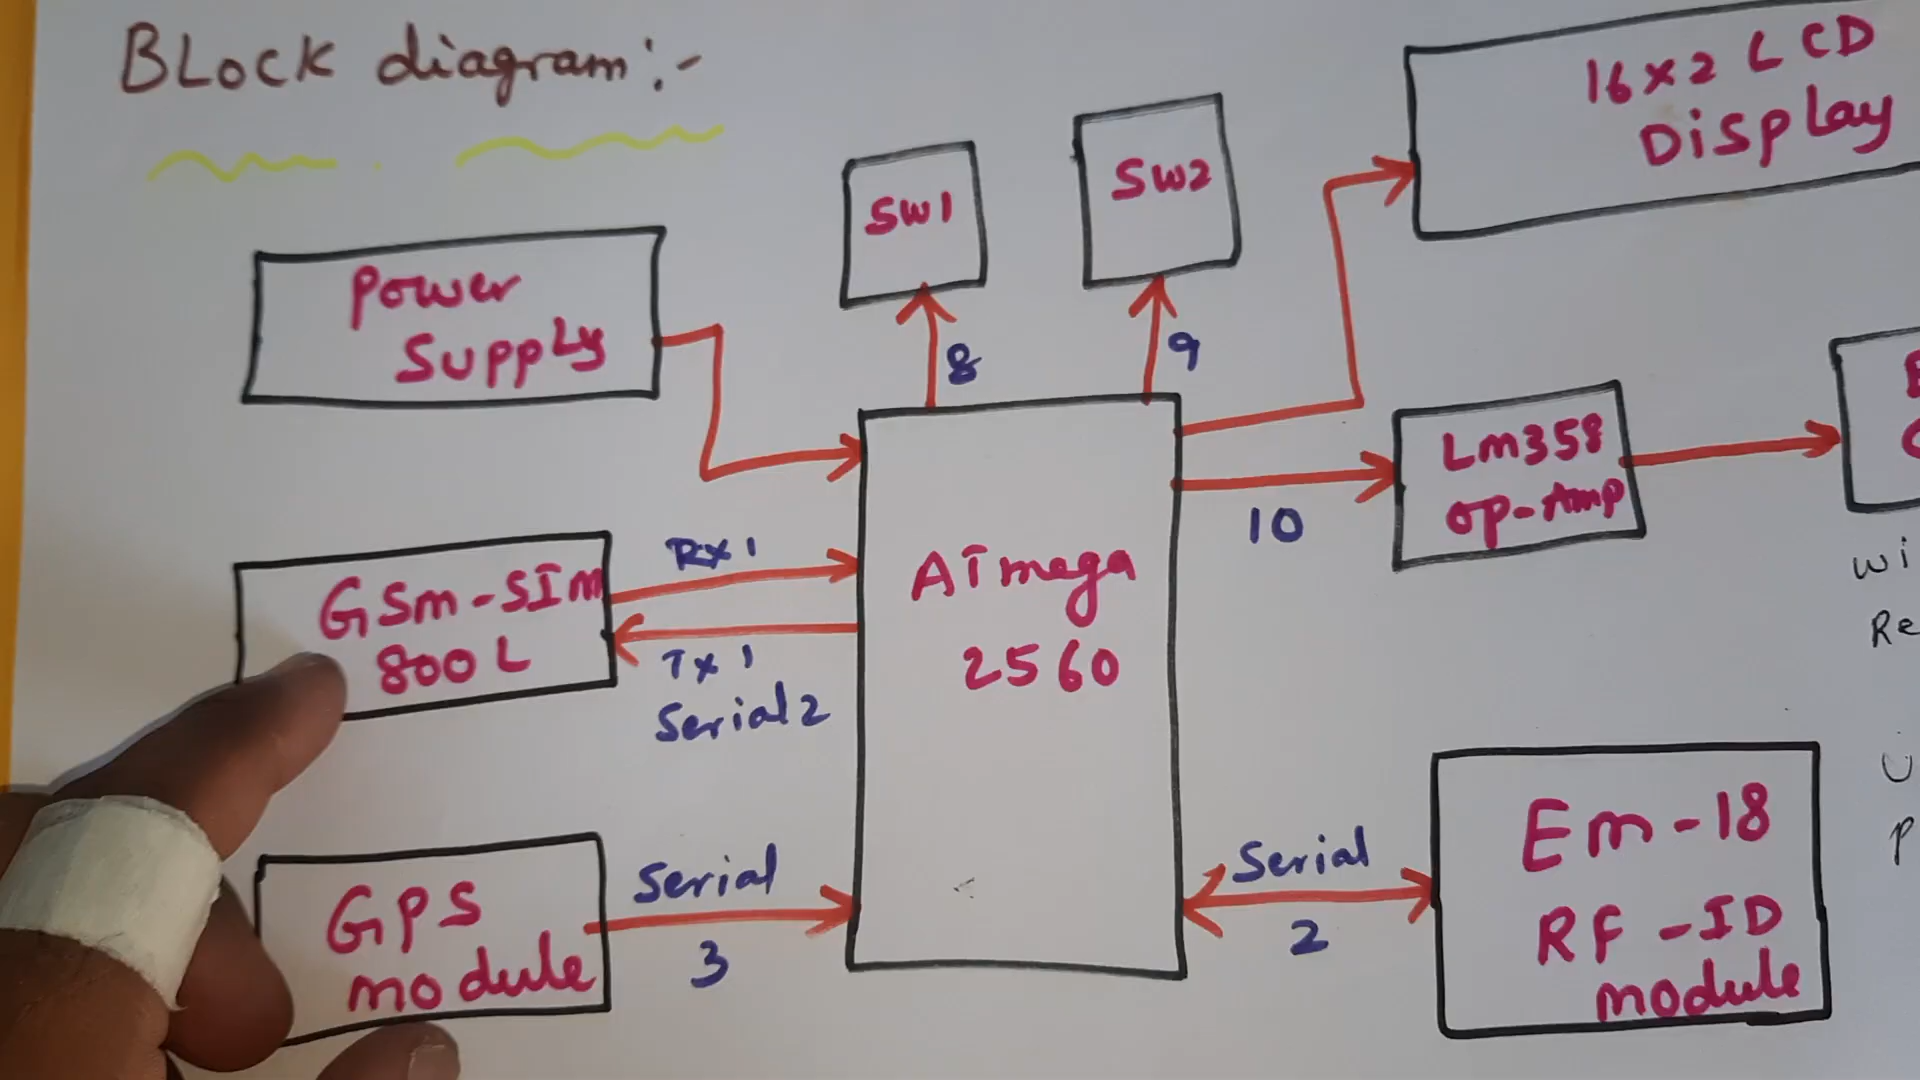 Block diagram:-
16x2 LCD
Display
SW1
SW2
Power
Supply
8
9
Lm358
op-Amp
10
ATmega
2560
GSm-SIm
800L
Rx1
Tx1
Serial2
GPS
module
Serial
3
Serial
2
Em-18
RF-ID
module